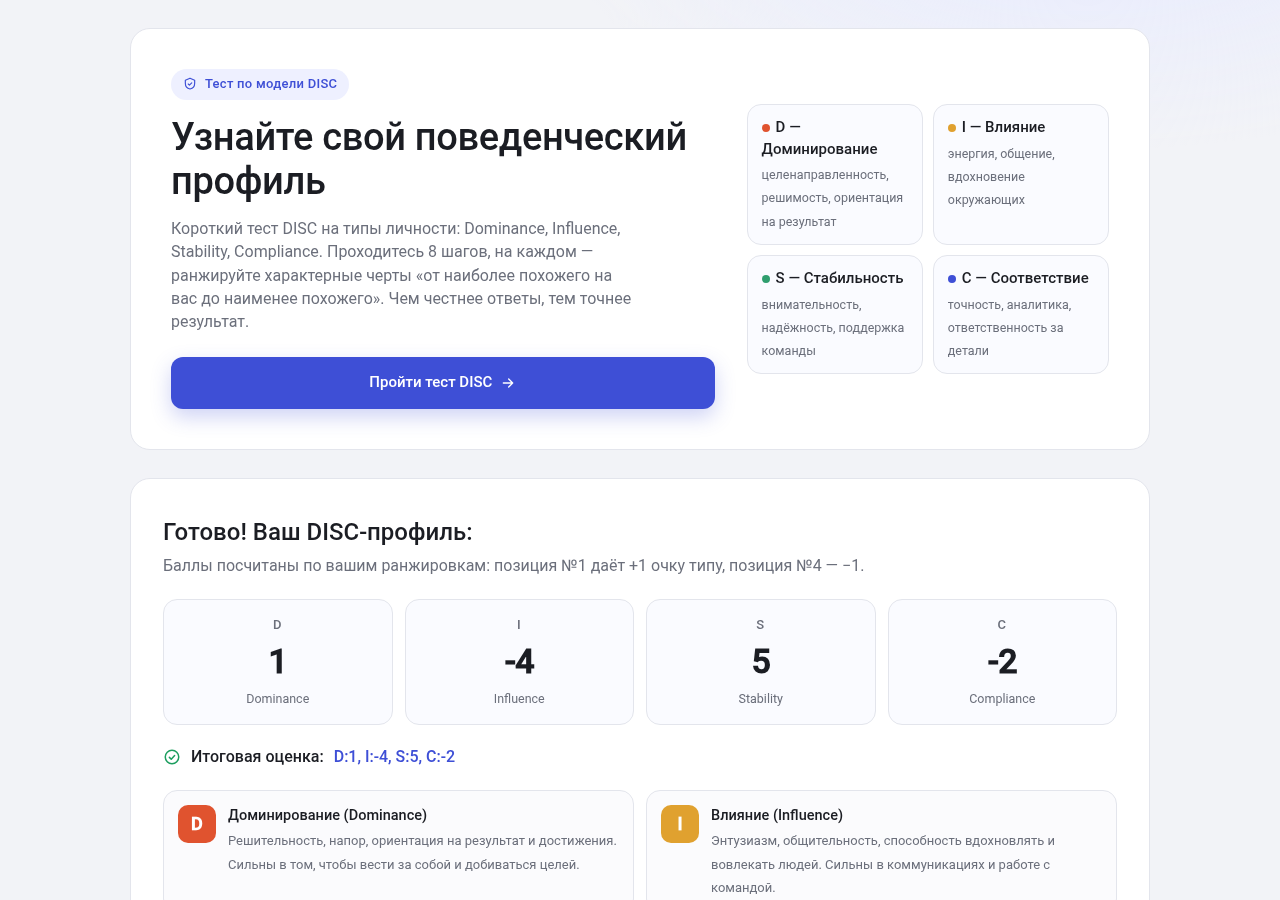 Тест по модели DISC
Узнайте свой поведенческий
профиль
Короткий тест DISC на типы личности: Dominance, Influence,
Stability, Compliance. Проходитесь 8 шагов, на каждом —
ранжируйте характерные черты «от наиболее похожего на
вас до наименее похожего». Чем честнее ответы, тем точнее
результат.
Пройти тест DISC →
D —
Доминирование
целенаправленность,
решимость, ориентация
на результат
I — Влияние
энергия, общение,
вдохновение
окружающих
S — Стабильность
внимательность,
надёжность, поддержка
команды
C — Соответствие
точность, аналитика,
ответственность за
детали
Готово! Ваш DISC-профиль:
Баллы посчитаны по вашим ранжировкам: позиция №1 даёт +1 очку типу, позиция №4 — −1.
D
1
Dominance
I
-4
Influence
S
5
Stability
C
-2
Compliance
Итоговая оценка: D:1, I:-4, S:5, C:-2
D
Доминирование (Dominance)
Решительность, напор, ориентация на результат и достижения.
Сильны в том, чтобы вести за собой и добиваться целей.
I
Влияние (Influence)
Энтузиазм, общительность, способность вдохновлять и
вовлекать людей. Сильны в коммуникациях и работе с
командой.